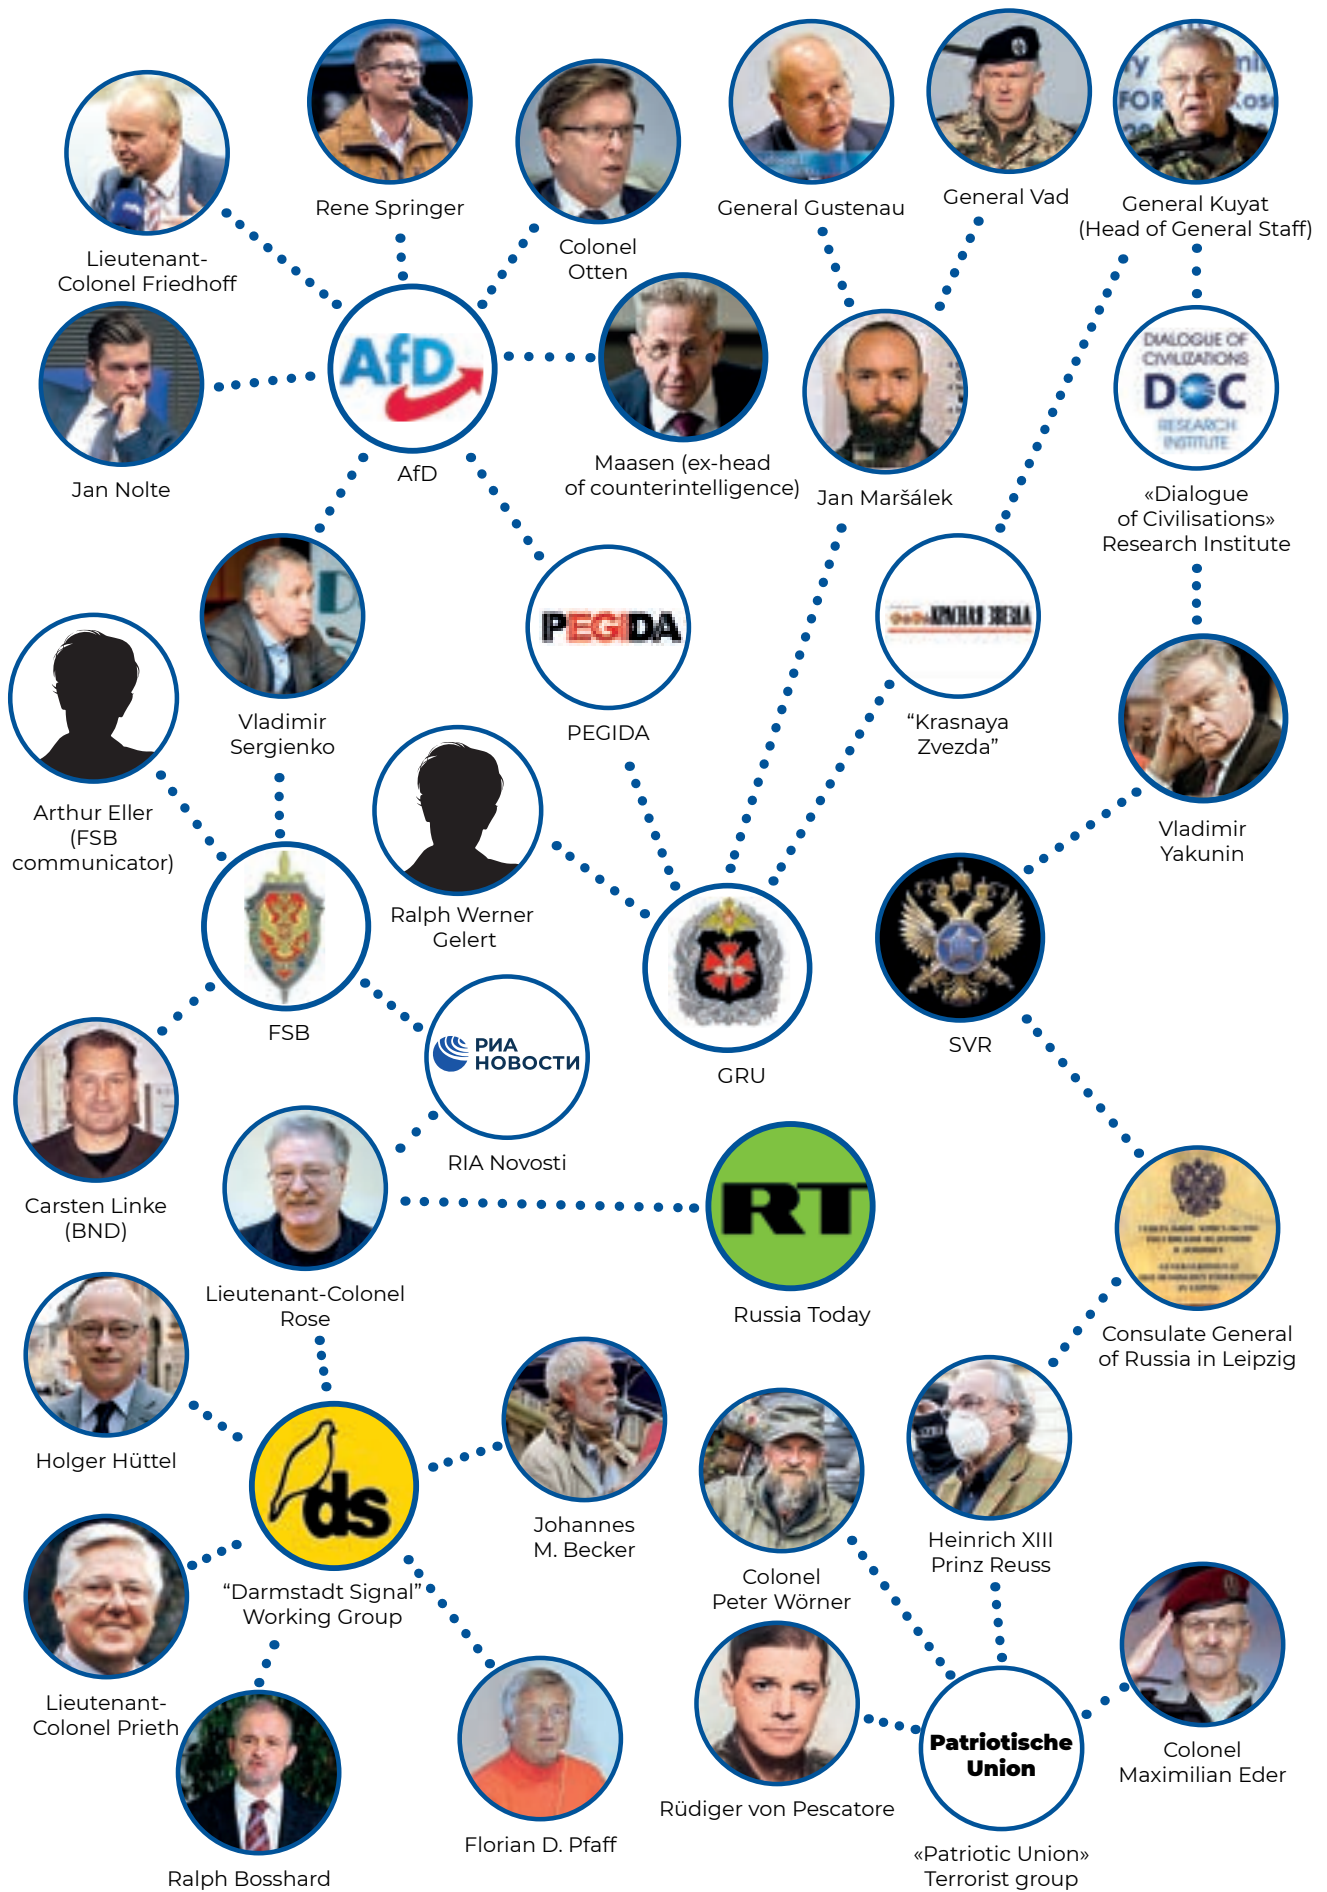 Rene Springer
Lieutenant-
Colonel Friedhoff
Colonel
Otten
General Gustenau
General Vad
FOR
General Kuyat
(Head of General Staff)
Jan Nolte
AfD
AfD
Maasen (ex-head
of counterintelligence)
Jan Maršálek
DIALOGUE OF
CIVILIZATIONS
DOC
RESEARCH
INSTITUTE
«Dialogue
of Civilisations»
Research Institute
Vladimir
Sergienko
PEGIDA
PEGIDA
КРАСНАЯ ЗВЕЗДА
“Krasnaya
Zvezda”
Vladimir
Yakunin
Arthur Eller
(FSB
communicator)
Ralph Werner
Gelert
FSB
РИА
НОВОСТИ
RIA Novosti
GRU
SVR
Carsten Linke
(BND)
Lieutenant-Colonel
Rose
RT
Russia Today
Consulate General
of Russia in Leipzig
Holger Hüttel
ds
“Darmstadt Signal”
Working Group
Johannes
M. Becker
Colonel
Peter Wörner
Heinrich XIII
Prinz Reuss
Lieutenant-
Colonel Prieth
Ralph Bosshard
Florian D. Pfaff
Rüdiger von Pescatore
Patriotische
Union
«Patriotic Union»
Terrorist group
Colonel
Maximilian Eder